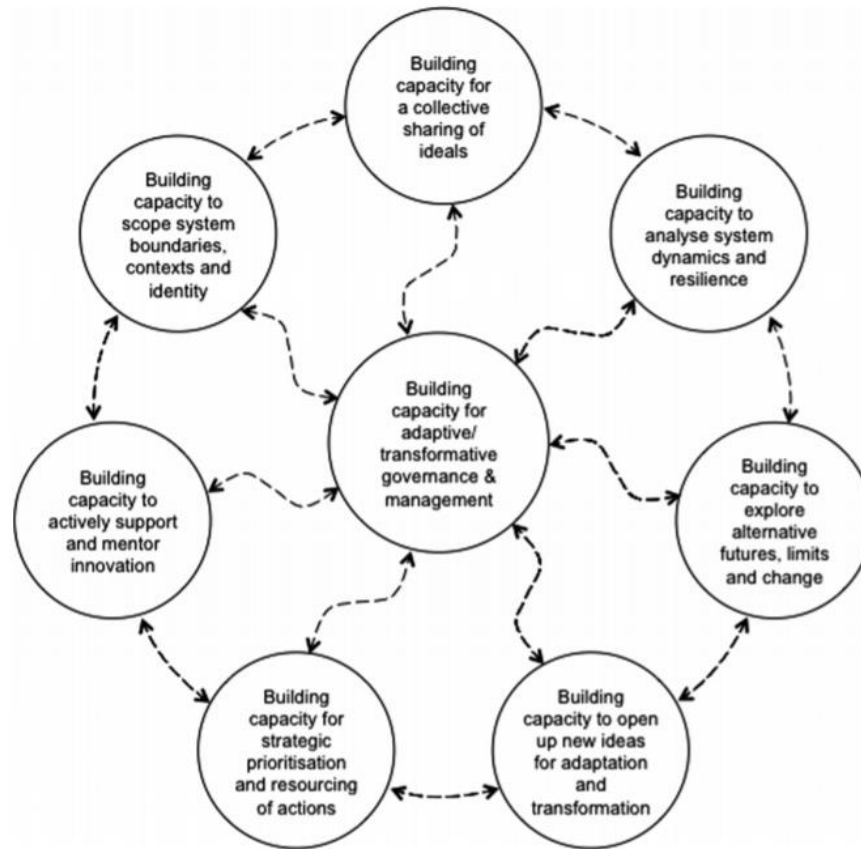 Building
capacity for
a collective
sharing of
ideals
Building
capacity to
scope system
boundaries,
contexts and
identity
Building
capacity to
analyse system
dynamics and
resilience
Building
capacity for
adaptive/
transformative
governance &
management
Building
capacity to
actively support
and mentor
innovation
Building
capacity to
explore
alternative
futures, limits
and change
Building
capacity for
strategic
prioritisation
and resourcing
of actions
Building
capacity to open
up new ideas
for adaptation
and
transformation